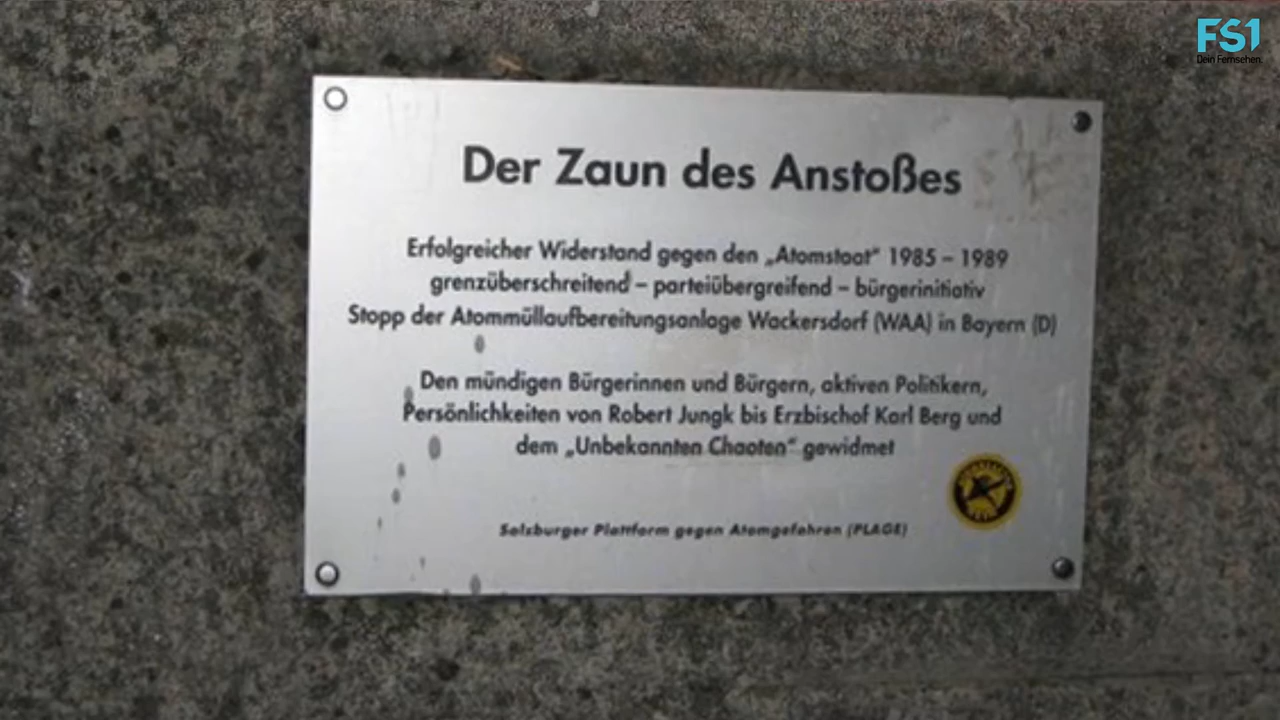 FS1
Dein Fernsehen.
Der Zaun des Anstoßes
Erfolgreicher Widerstand gegen den „Atomstaat“ 1985 – 1989
grenzüberschreitend – parteiübergreifend – bürgerinitiativ
Stopp der Atommüllaufbereitungsanlage Wackersdorf (WAA) in Bayern (D)
Den mündigen Bürgerinnen und Bürgern, aktiven Politikern,
Persönlichkeiten von Robert Jungk bis Erzbischof Karl Berg und
dem „Unbekannten Chaoten“ gewidmet
Salzburger Plattform gegen Atomgefahren (PLAGE)